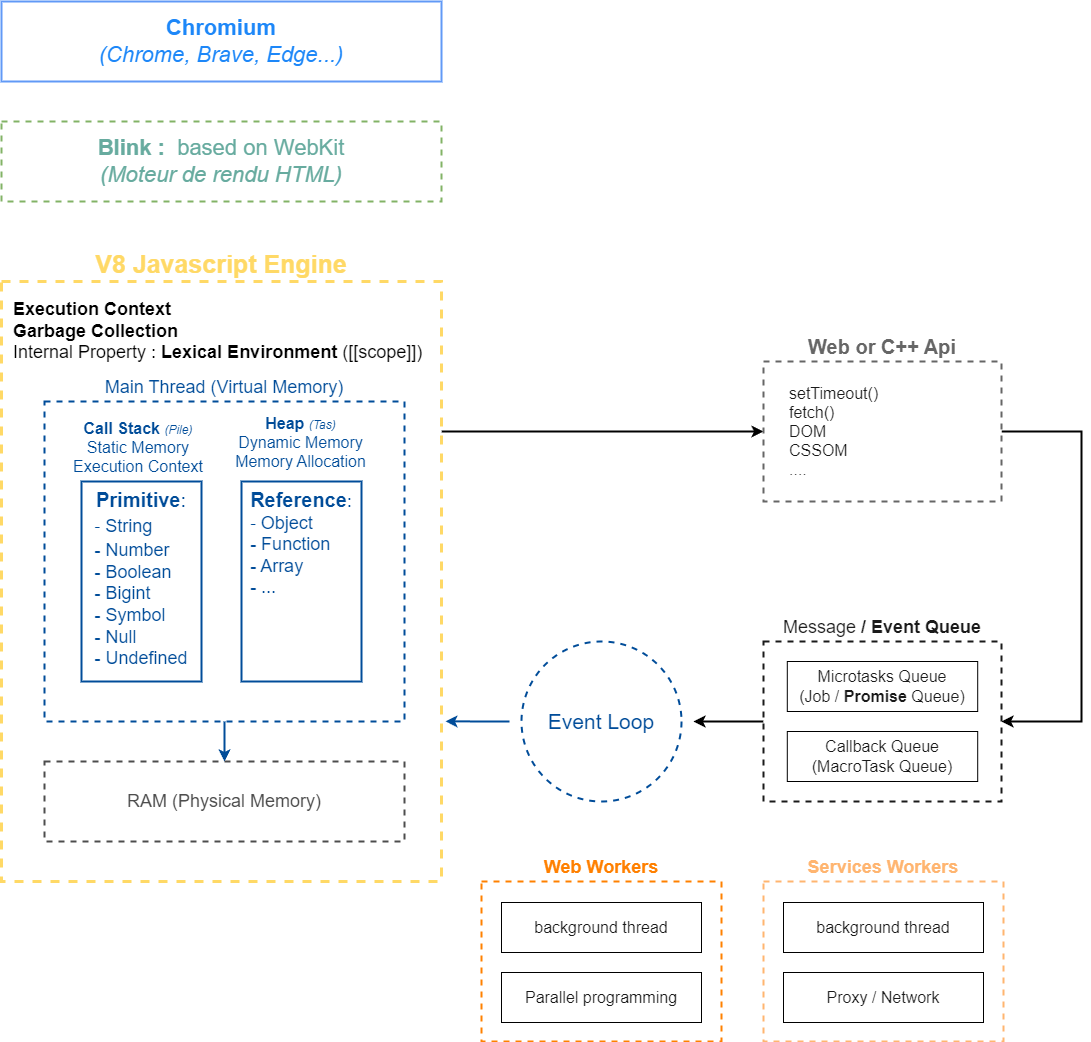 Chromium
(Chrome, Brave, Edge...)
Blink :  based on WebKit
(Moteur de rendu HTML)
V8 Javascript Engine
Execution Context
Garbage Collection
Internal Property : Lexical Environment ([[scope]])
Main Thread (Virtual Memory)
Call Stack (Pile)
Static Memory
Execution Context
Primitive:
- String
- Number
- Boolean
- Bigint
- Symbol
- Null
- Undefined
Heap (Tas)
Dynamic Memory
Memory Allocation
Reference:
- Object
- Function
- Array
- ...
RAM (Physical Memory)
Web or C++ Api
setTimeout()
fetch()
DOM
CSSOM
....
Message / Event Queue
Microtasks Queue
(Job / Promise Queue)
Callback Queue
(MacroTask Queue)
Event Loop
Web Workers
background thread
Parallel programming
Services Workers
background thread
Proxy / Network